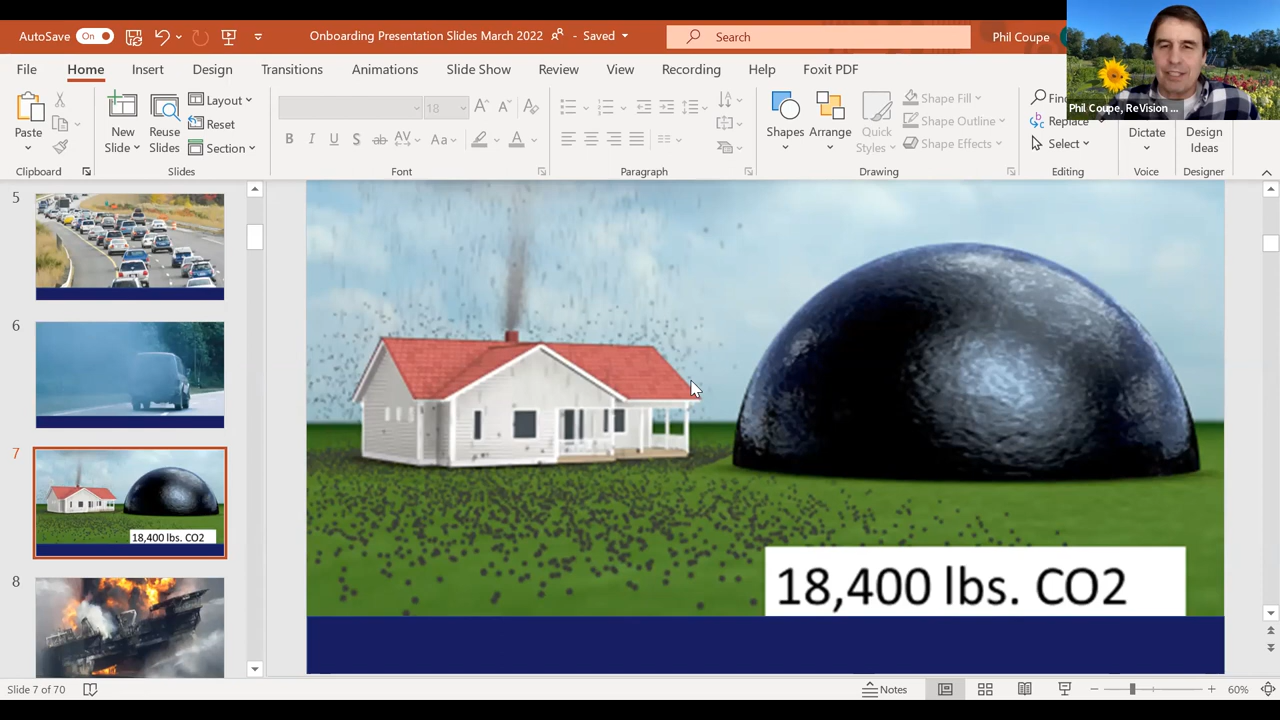 AutoSave On Onboarding Presentation Slides March 2022 Saved Search Phil Coupe
Phil Coupe, ReVision ...
File Home Insert Design Transitions Animations Slide Show Review View Recording Help Foxit PDF
Paste
Clipboard
New Slide
Reuse Slides
Layout
Reset
Section
Slides
18
B I U S ab AV Aa A
Font
Paragraph
Shapes
Arrange
Quick Styles
Shape Fill
Shape Outline
Shape Effects
Drawing
Replace
Select
Editing
Dictate
Voice
Design Ideas
Designer
5
6
7
18,400 lbs. CO2
8
18,400 lbs. CO2
Slide 7 of 70
Notes
60%